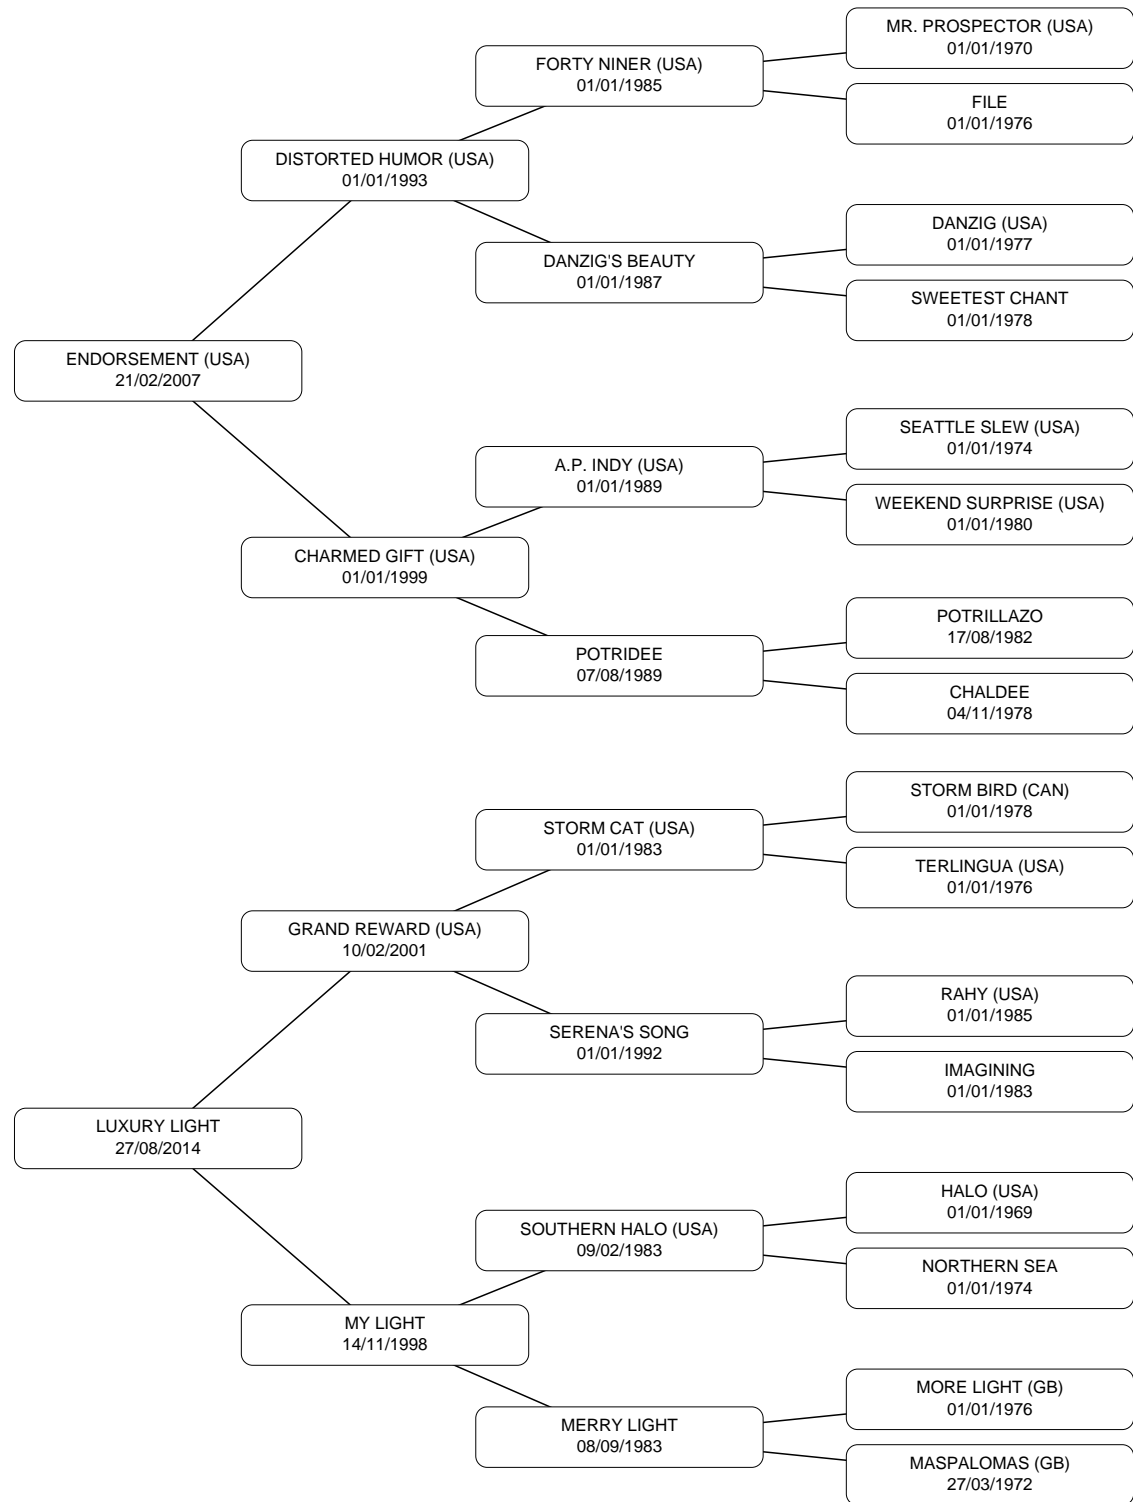 MR. PROSPECTOR (USA)
01/01/1970
FORTY NINER (USA)
01/01/1985
FILE
01/01/1976
DISTORTED HUMOR (USA)
01/01/1993
DANZIG (USA)
01/01/1977
DANZIG'S BEAUTY
01/01/1987
SWEETEST CHANT
01/01/1978
ENDORSEMENT (USA)
21/02/2007
SEATTLE SLEW (USA)
01/01/1974
A.P. INDY (USA)
01/01/1989
WEEKEND SURPRISE (USA)
01/01/1980
CHARMED GIFT (USA)
01/01/1999
POTRILLAZO
17/08/1982
POTRIDEE
07/08/1989
CHALDEE
04/11/1978
STORM BIRD (CAN)
01/01/1978
STORM CAT (USA)
01/01/1983
TERLINGUA (USA)
01/01/1976
GRAND REWARD (USA)
10/02/2001
RAHY (USA)
01/01/1985
SERENA'S SONG
01/01/1992
IMAGINING
01/01/1983
LUXURY LIGHT
27/08/2014
HALO (USA)
01/01/1969
SOUTHERN HALO (USA)
09/02/1983
NORTHERN SEA
01/01/1974
MY LIGHT
14/11/1998
MORE LIGHT (GB)
01/01/1976
MERRY LIGHT
08/09/1983
MASPALOMAS (GB)
27/03/1972